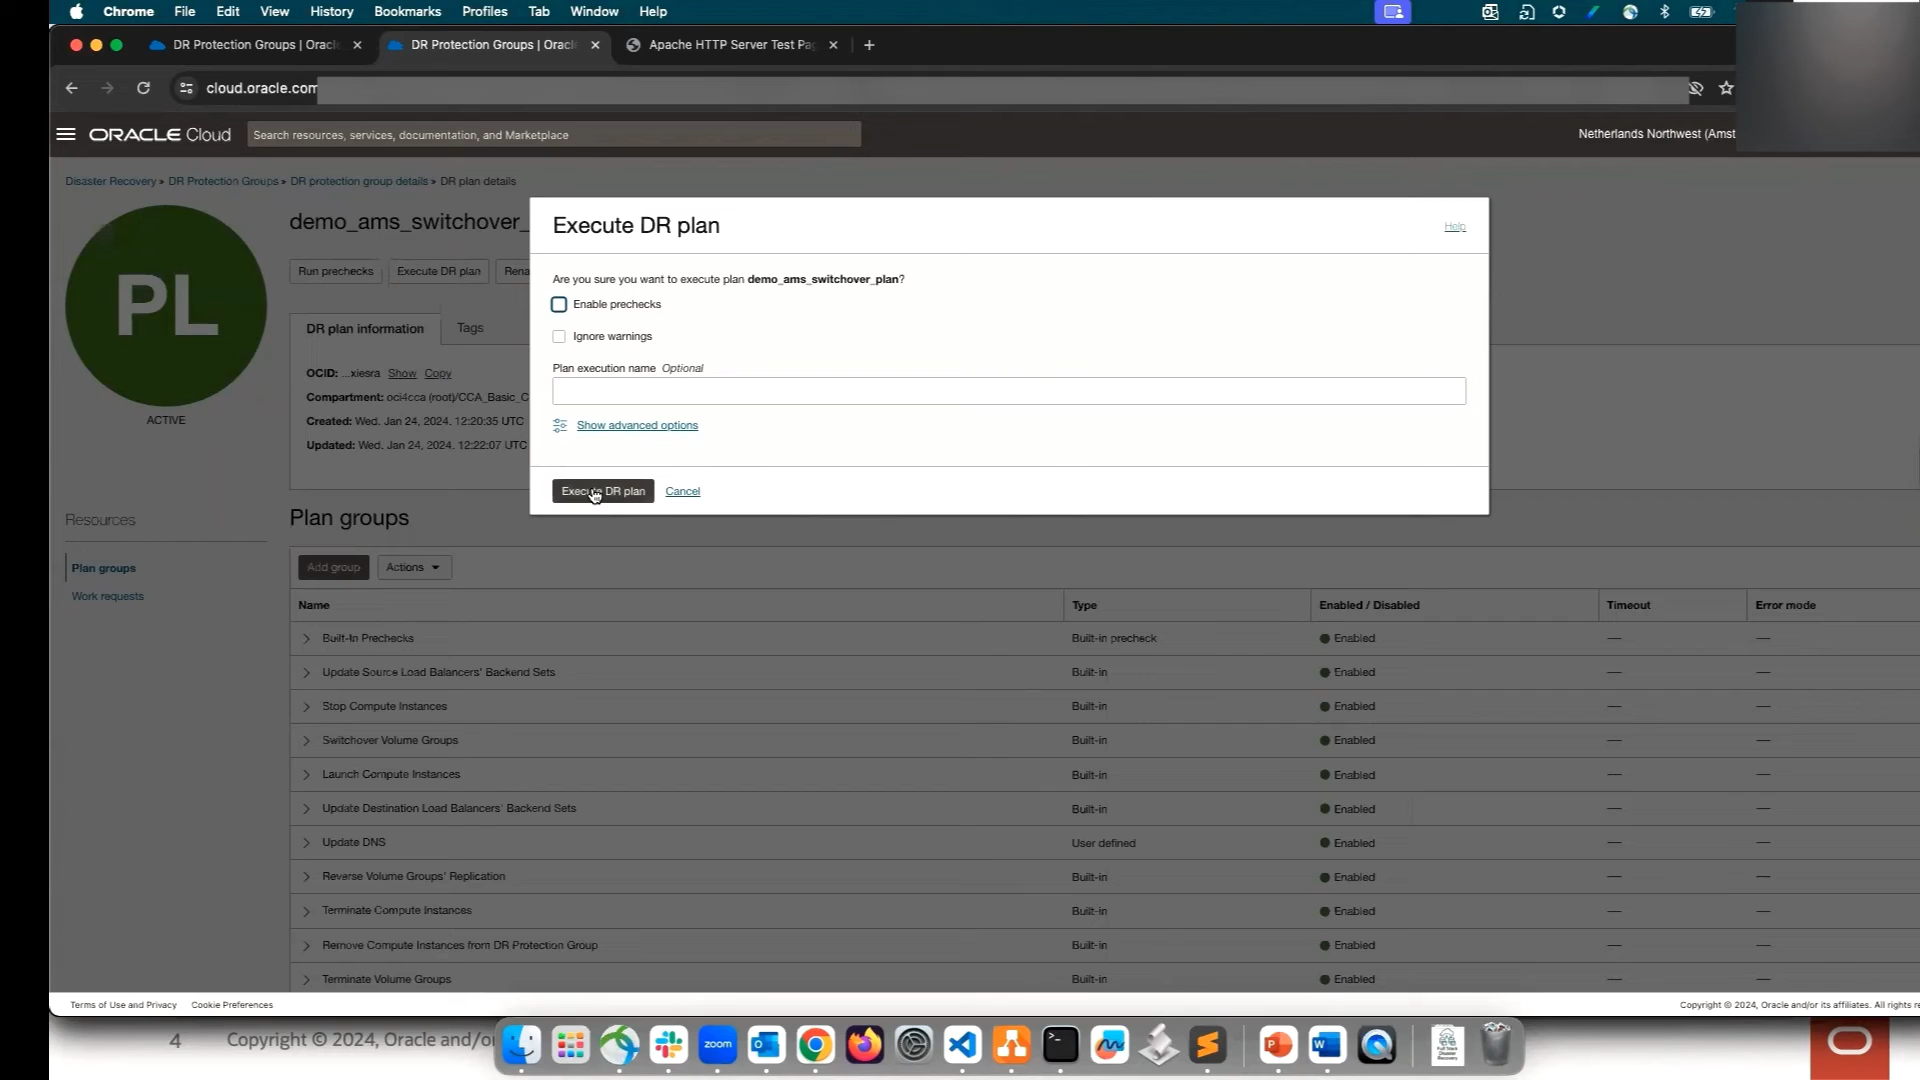 Chrome File Edit View History Bookmarks Profiles Tab Window Help
DR Protection Groups | Oracle
DR Protection Groups | Oracle
Apache HTTP Server Test Pa
cloud.oracle.com
ORACLE Cloud
Search resources, services, documentation, and Marketplace
Netherlands Northwest (Amst
Disaster Recovery » DR Protection Groups » DR protection group details » DR plan details
PL
ACTIVE
demo_ams_switchover_
Run prechecks Execute DR plan Rena
DR plan information Tags
OCID: ...xiesra Show Copy
Compartment: oci4cca (root)/CCA_Basic_C
Created: Wed, Jan 24, 2024, 12:20:35 UTC
Updated: Wed, Jan 24, 2024, 12:22:07 UTC
Execute DR plan
Help
Are you sure you want to execute plan demo_ams_switchover_plan?
Enable prechecks
Ignore warnings
Plan execution name Optional
Show advanced options
Execute DR plan Cancel
Resources
Plan groups
Work requests
Plan groups
Add group Actions
Name Type Enabled / Disabled Timeout Error mode
Built-In Prechecks Built-in precheck Enabled — —
Update Source Load Balancers' Backend Sets Built-in Enabled — —
Stop Compute Instances Built-in Enabled — —
Switchover Volume Groups Built-in Enabled — —
Launch Compute Instances Built-in Enabled — —
Update Destination Load Balancers' Backend Sets Built-in Enabled — —
Update DNS User defined Enabled — —
Reverse Volume Groups' Replication Built-in Enabled — —
Terminate Compute Instances Built-in Enabled — —
Remove Compute Instances from DR Protection Group Built-in Enabled — —
Terminate Volume Groups Built-in Enabled — —
Terms of Use and Privacy Cookie Preferences
Copyright © 2024, Oracle and/or its affiliates. All rights re
4 Copyright © 2024, Oracle and/or
zoom